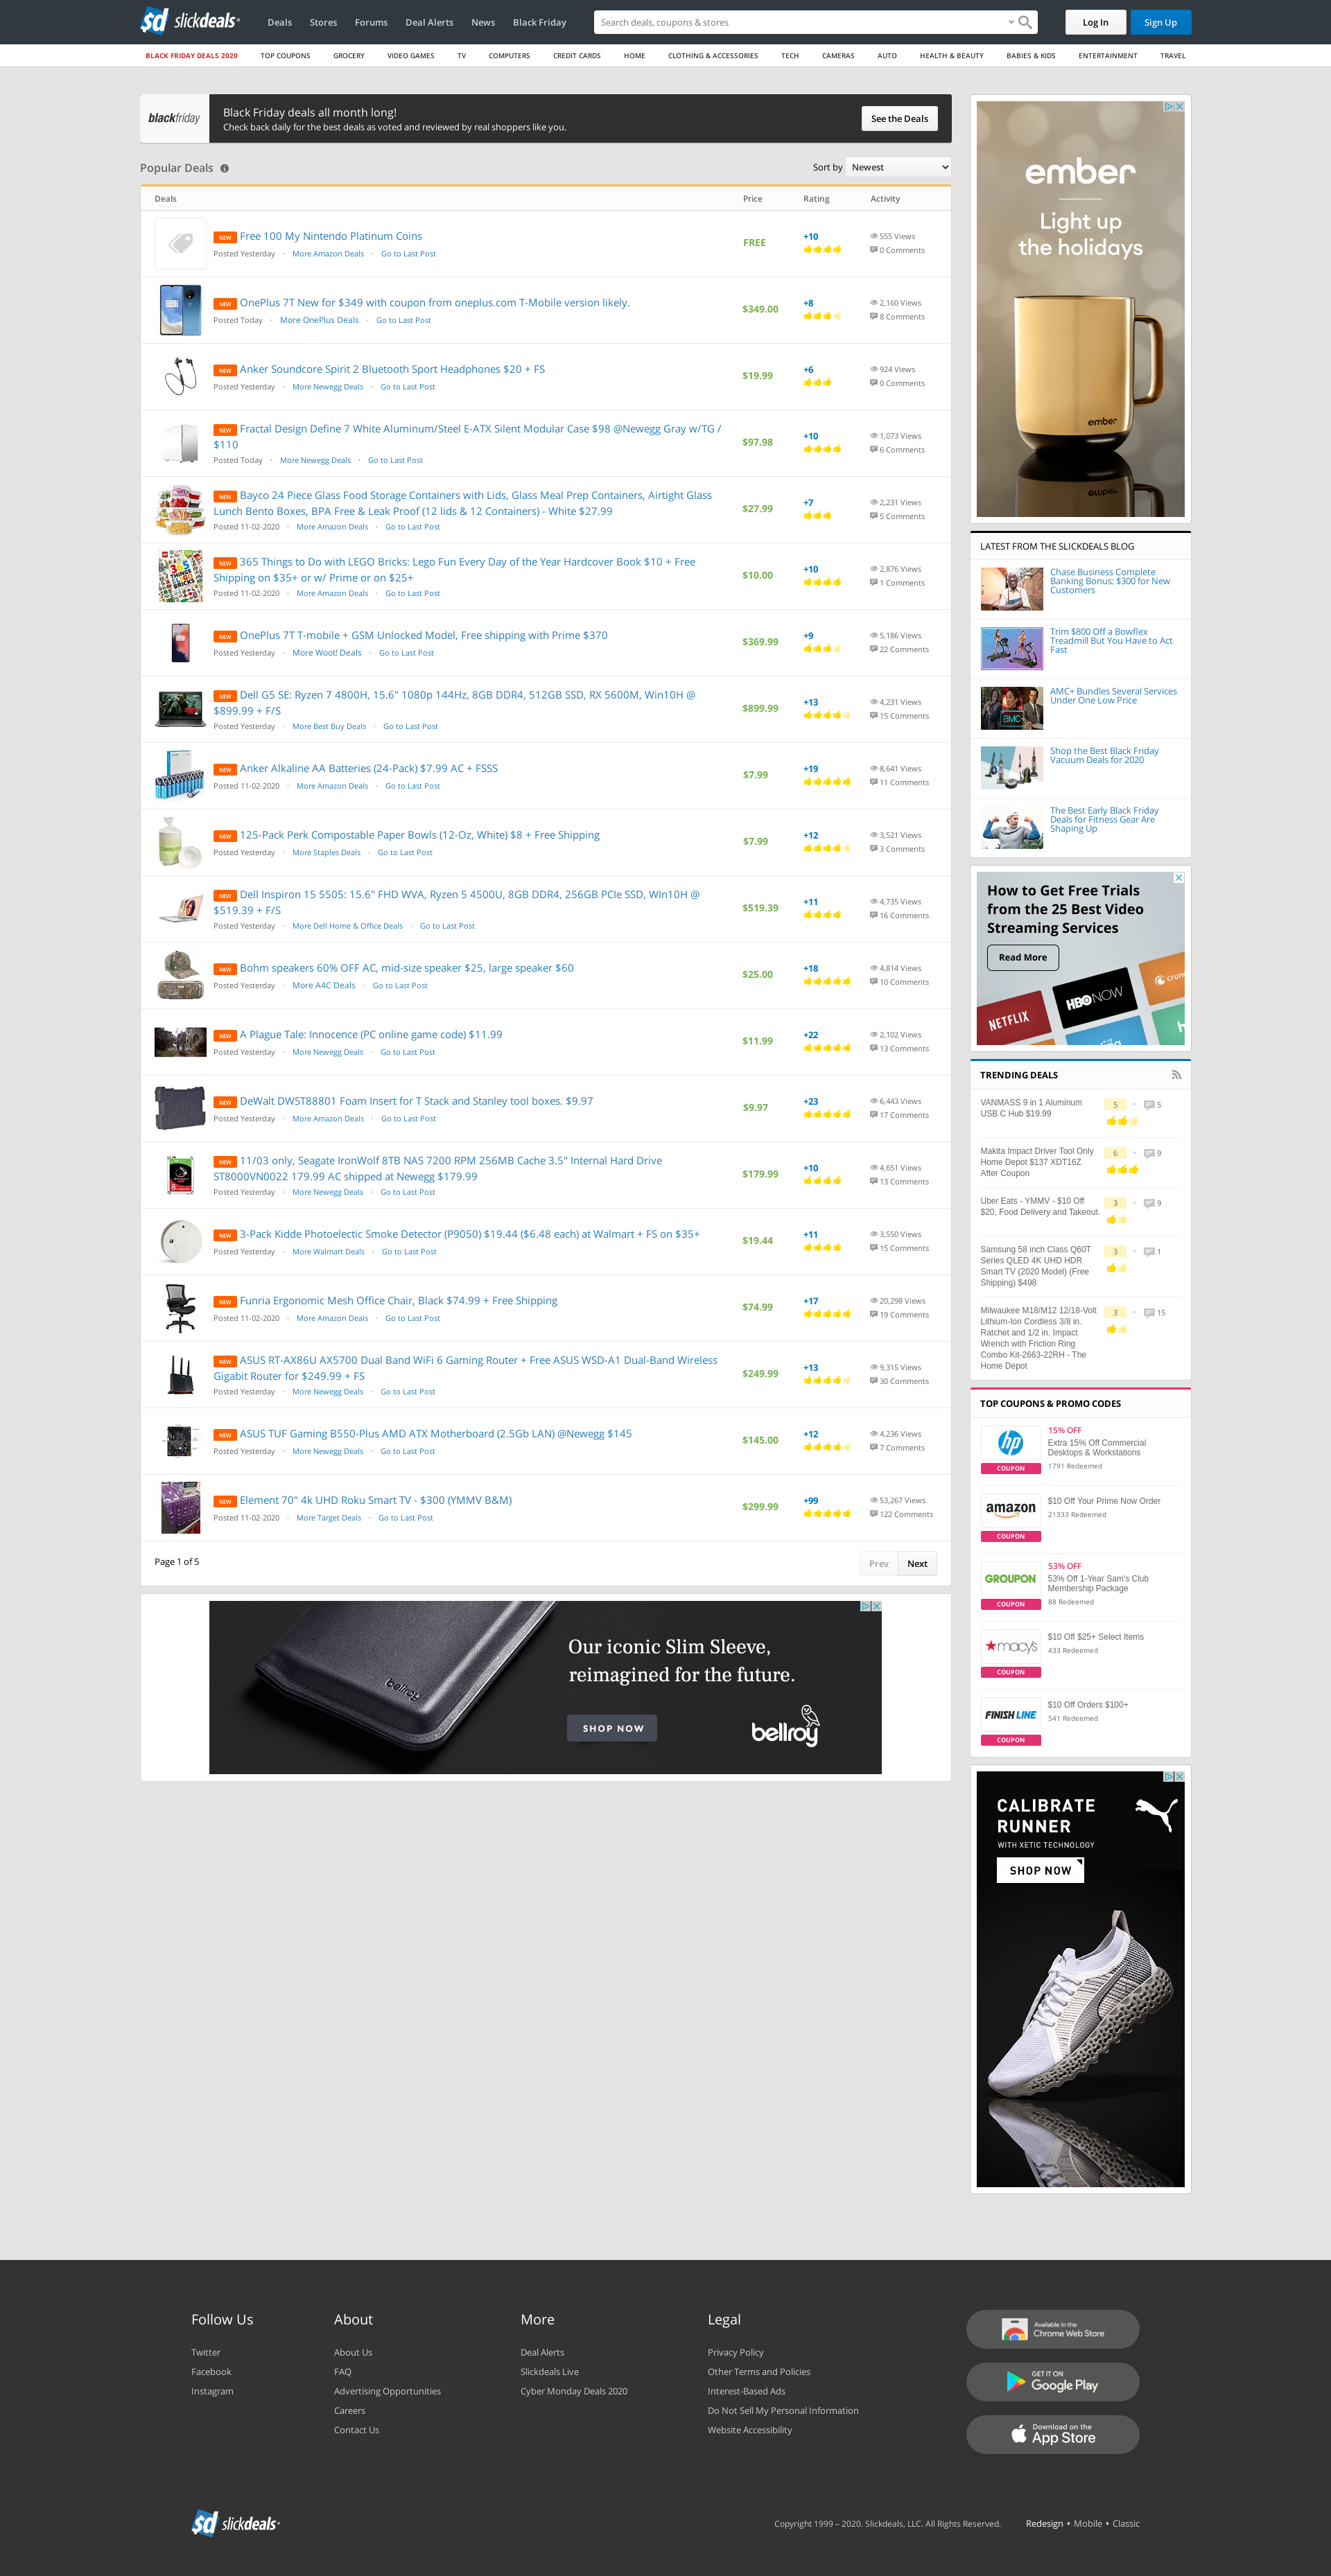 slickdeals
Deals
Stores
Forums
Deal Alerts
News
Black Friday
Search deals, coupons & stores
Log In
Sign Up
BLACK FRIDAY DEALS 2020
TOP COUPONS
GROCERY
VIDEO GAMES
TV
COMPUTERS
CREDIT CARDS
HOME
CLOTHING & ACCESSORIES
TECH
CAMERAS
AUTO
HEALTH & BEAUTY
BABIES & KIDS
ENTERTAINMENT
TRAVEL
blackfriday
Black Friday deals all month long!
Check back daily for the best deals as voted and reviewed by real shoppers like you.
See the Deals
Popular Deals
Sort by Newest
Deals Price Rating Activity
NEW Free 100 My Nintendo Platinum Coins
Posted Yesterday · More Amazon Deals · Go to Last Post
FREE
+10
555 Views
0 Comments
NEW OnePlus 7T New for $349 with coupon from oneplus.com T-Mobile version likely.
Posted Today · More OnePlus Deals · Go to Last Post
$349.00
+8
2,160 Views
8 Comments
NEW Anker Soundcore Spirit 2 Bluetooth Sport Headphones $20 + FS
Posted Yesterday · More Newegg Deals · Go to Last Post
$19.99
+6
924 Views
0 Comments
NEW Fractal Design Define 7 White Aluminum/Steel E-ATX Silent Modular Case $98 @Newegg Gray w/TG /
$110
Posted Today · More Newegg Deals · Go to Last Post
$97.98
+10
1,073 Views
6 Comments
NEW Bayco 24 Piece Glass Food Storage Containers with Lids, Glass Meal Prep Containers, Airtight Glass
Lunch Bento Boxes, BPA Free & Leak Proof (12 lids & 12 Containers) - White $27.99
Posted 11-02-2020 · More Amazon Deals · Go to Last Post
$27.99
+7
2,231 Views
5 Comments
NEW 365 Things to Do with LEGO Bricks: Lego Fun Every Day of the Year Hardcover Book $10 + Free
Shipping on $35+ or w/ Prime or on $25+
Posted 11-02-2020 · More Amazon Deals · Go to Last Post
$10.00
+10
2,876 Views
1 Comments
NEW OnePlus 7T T-mobile + GSM Unlocked Model, Free shipping with Prime $370
Posted Yesterday · More Woot! Deals · Go to Last Post
$369.99
+9
5,186 Views
22 Comments
NEW Dell G5 SE: Ryzen 7 4800H, 15.6" 1080p 144Hz, 8GB DDR4, 512GB SSD, RX 5600M, Win10H @
$899.99 + F/S
Posted Yesterday · More Best Buy Deals · Go to Last Post
$899.99
+13
4,231 Views
15 Comments
NEW Anker Alkaline AA Batteries (24-Pack) $7.99 AC + FSSS
Posted 11-02-2020 · More Amazon Deals · Go to Last Post
$7.99
+19
8,641 Views
11 Comments
NEW 125-Pack Perk Compostable Paper Bowls (12-Oz, White) $8 + Free Shipping
Posted Yesterday · More Staples Deals · Go to Last Post
$7.99
+12
3,521 Views
3 Comments
NEW Dell Inspiron 15 5505: 15.6" FHD WVA, Ryzen 5 4500U, 8GB DDR4, 256GB PCIe SSD, WIn10H @
$519.39 + F/S
Posted Yesterday · More Dell Home & Office Deals · Go to Last Post
$519.39
+11
4,735 Views
16 Comments
NEW Bohm speakers 60% OFF AC, mid-size speaker $25, large speaker $60
Posted Yesterday · More A4C Deals · Go to Last Post
$25.00
+18
4,814 Views
10 Comments
NEW A Plague Tale: Innocence (PC online game code) $11.99
Posted Yesterday · More Newegg Deals · Go to Last Post
$11.99
+22
2,102 Views
13 Comments
NEW DeWalt DWST88801 Foam Insert for T Stack and Stanley tool boxes. $9.97
Posted Yesterday · More Amazon Deals · Go to Last Post
$9.97
+23
6,443 Views
17 Comments
NEW 11/03 only, Seagate IronWolf 8TB NAS 7200 RPM 256MB Cache 3.5" Internal Hard Drive
ST8000VN0022 179.99 AC shipped at Newegg $179.99
Posted Yesterday · More Newegg Deals · Go to Last Post
$179.99
+10
4,651 Views
13 Comments
NEW 3-Pack Kidde Photoelectic Smoke Detector (P9050) $19.44 ($6.48 each) at Walmart + FS on $35+
Posted Yesterday · More Walmart Deals · Go to Last Post
$19.44
+11
3,550 Views
15 Comments
NEW Funria Ergonomic Mesh Office Chair, Black $74.99 + Free Shipping
Posted 11-02-2020 · More Amazon Deals · Go to Last Post
$74.99
+17
20,298 Views
19 Comments
NEW ASUS RT-AX86U AX5700 Dual Band WiFi 6 Gaming Router + Free ASUS WSD-A1 Dual-Band Wireless
Gigabit Router for $249.99 + FS
Posted Yesterday · More Newegg Deals · Go to Last Post
$249.99
+13
9,315 Views
30 Comments
NEW ASUS TUF Gaming B550-Plus AMD ATX Motherboard (2.5Gb LAN) @Newegg $145
Posted Yesterday · More Newegg Deals · Go to Last Post
$145.00
+12
4,236 Views
7 Comments
NEW Element 70" 4k UHD Roku Smart TV - $300 (YMMV B&M)
Posted 11-02-2020 · More Target Deals · Go to Last Post
$299.99
+99
53,267 Views
122 Comments
Page 1 of 5
Prev
Next
Our iconic Slim Sleeve,
reimagined for the future.
SHOP NOW
bellroy
bellroy
ember
Light up
the holidays
ember
LATEST FROM THE SLICKDEALS BLOG
Chase Business Complete
Banking Bonus: $300 for New
Customers
Trim $800 Off a Bowflex
Treadmill But You Have to Act
Fast
AMC+ Bundles Several Services
Under One Low Price
Shop the Best Black Friday
Vacuum Deals for 2020
The Best Early Black Friday
Deals for Fitness Gear Are
Shaping Up
How to Get Free Trials
from the 25 Best Video
Streaming Services
Read More
NETFLIX
HBO NOW
crunc
TRENDING DEALS
VANMASS 9 in 1 Aluminum
USB C Hub $19.99
5 · 5
Makita Impact Driver Tool Only
Home Depot $137 XDT16Z
After Coupon
6 · 9
Uber Eats - YMMV - $10 Off
$20, Food Delivery and Takeout.
3 · 9
Samsung 58 inch Class Q60T
Series QLED 4K UHD HDR
Smart TV (2020 Model) (Free
Shipping) $498
3 · 1
Milwaukee M18/M12 12/18-Volt
Lithium-Ion Cordless 3/8 in.
Ratchet and 1/2 in. Impact
Wrench with Friction Ring
Combo Kit-2663-22RH - The
Home Depot
3 · 15
TOP COUPONS & PROMO CODES
hp
COUPON
15% OFF
Extra 15% Off Commercial
Desktops & Workstations
1791 Redeemed
amazon
COUPON
$10 Off Your Prime Now Order
21333 Redeemed
GROUPON
COUPON
53% OFF
53% Off 1-Year Sam's Club
Membership Package
88 Redeemed
macy's
COUPON
$10 Off $25+ Select Items
433 Redeemed
FINISH LINE
COUPON
$10 Off Orders $100+
541 Redeemed
CALIBRATE
RUNNER
WITH XETIC TECHNOLOGY
SHOP NOW
Follow Us
Twitter
Facebook
Instagram
About
About Us
FAQ
Advertising Opportunities
Careers
Contact Us
More
Deal Alerts
Slickdeals Live
Cyber Monday Deals 2020
Legal
Privacy Policy
Other Terms and Policies
Interest-Based Ads
Do Not Sell My Personal Information
Website Accessibility
Available in the
Chrome Web Store
GET IT ON
Google Play
Download on the
App Store
slickdeals
Copyright 1999 – 2020. Slickdeals, LLC. All Rights Reserved.
Redesign • Mobile • Classic